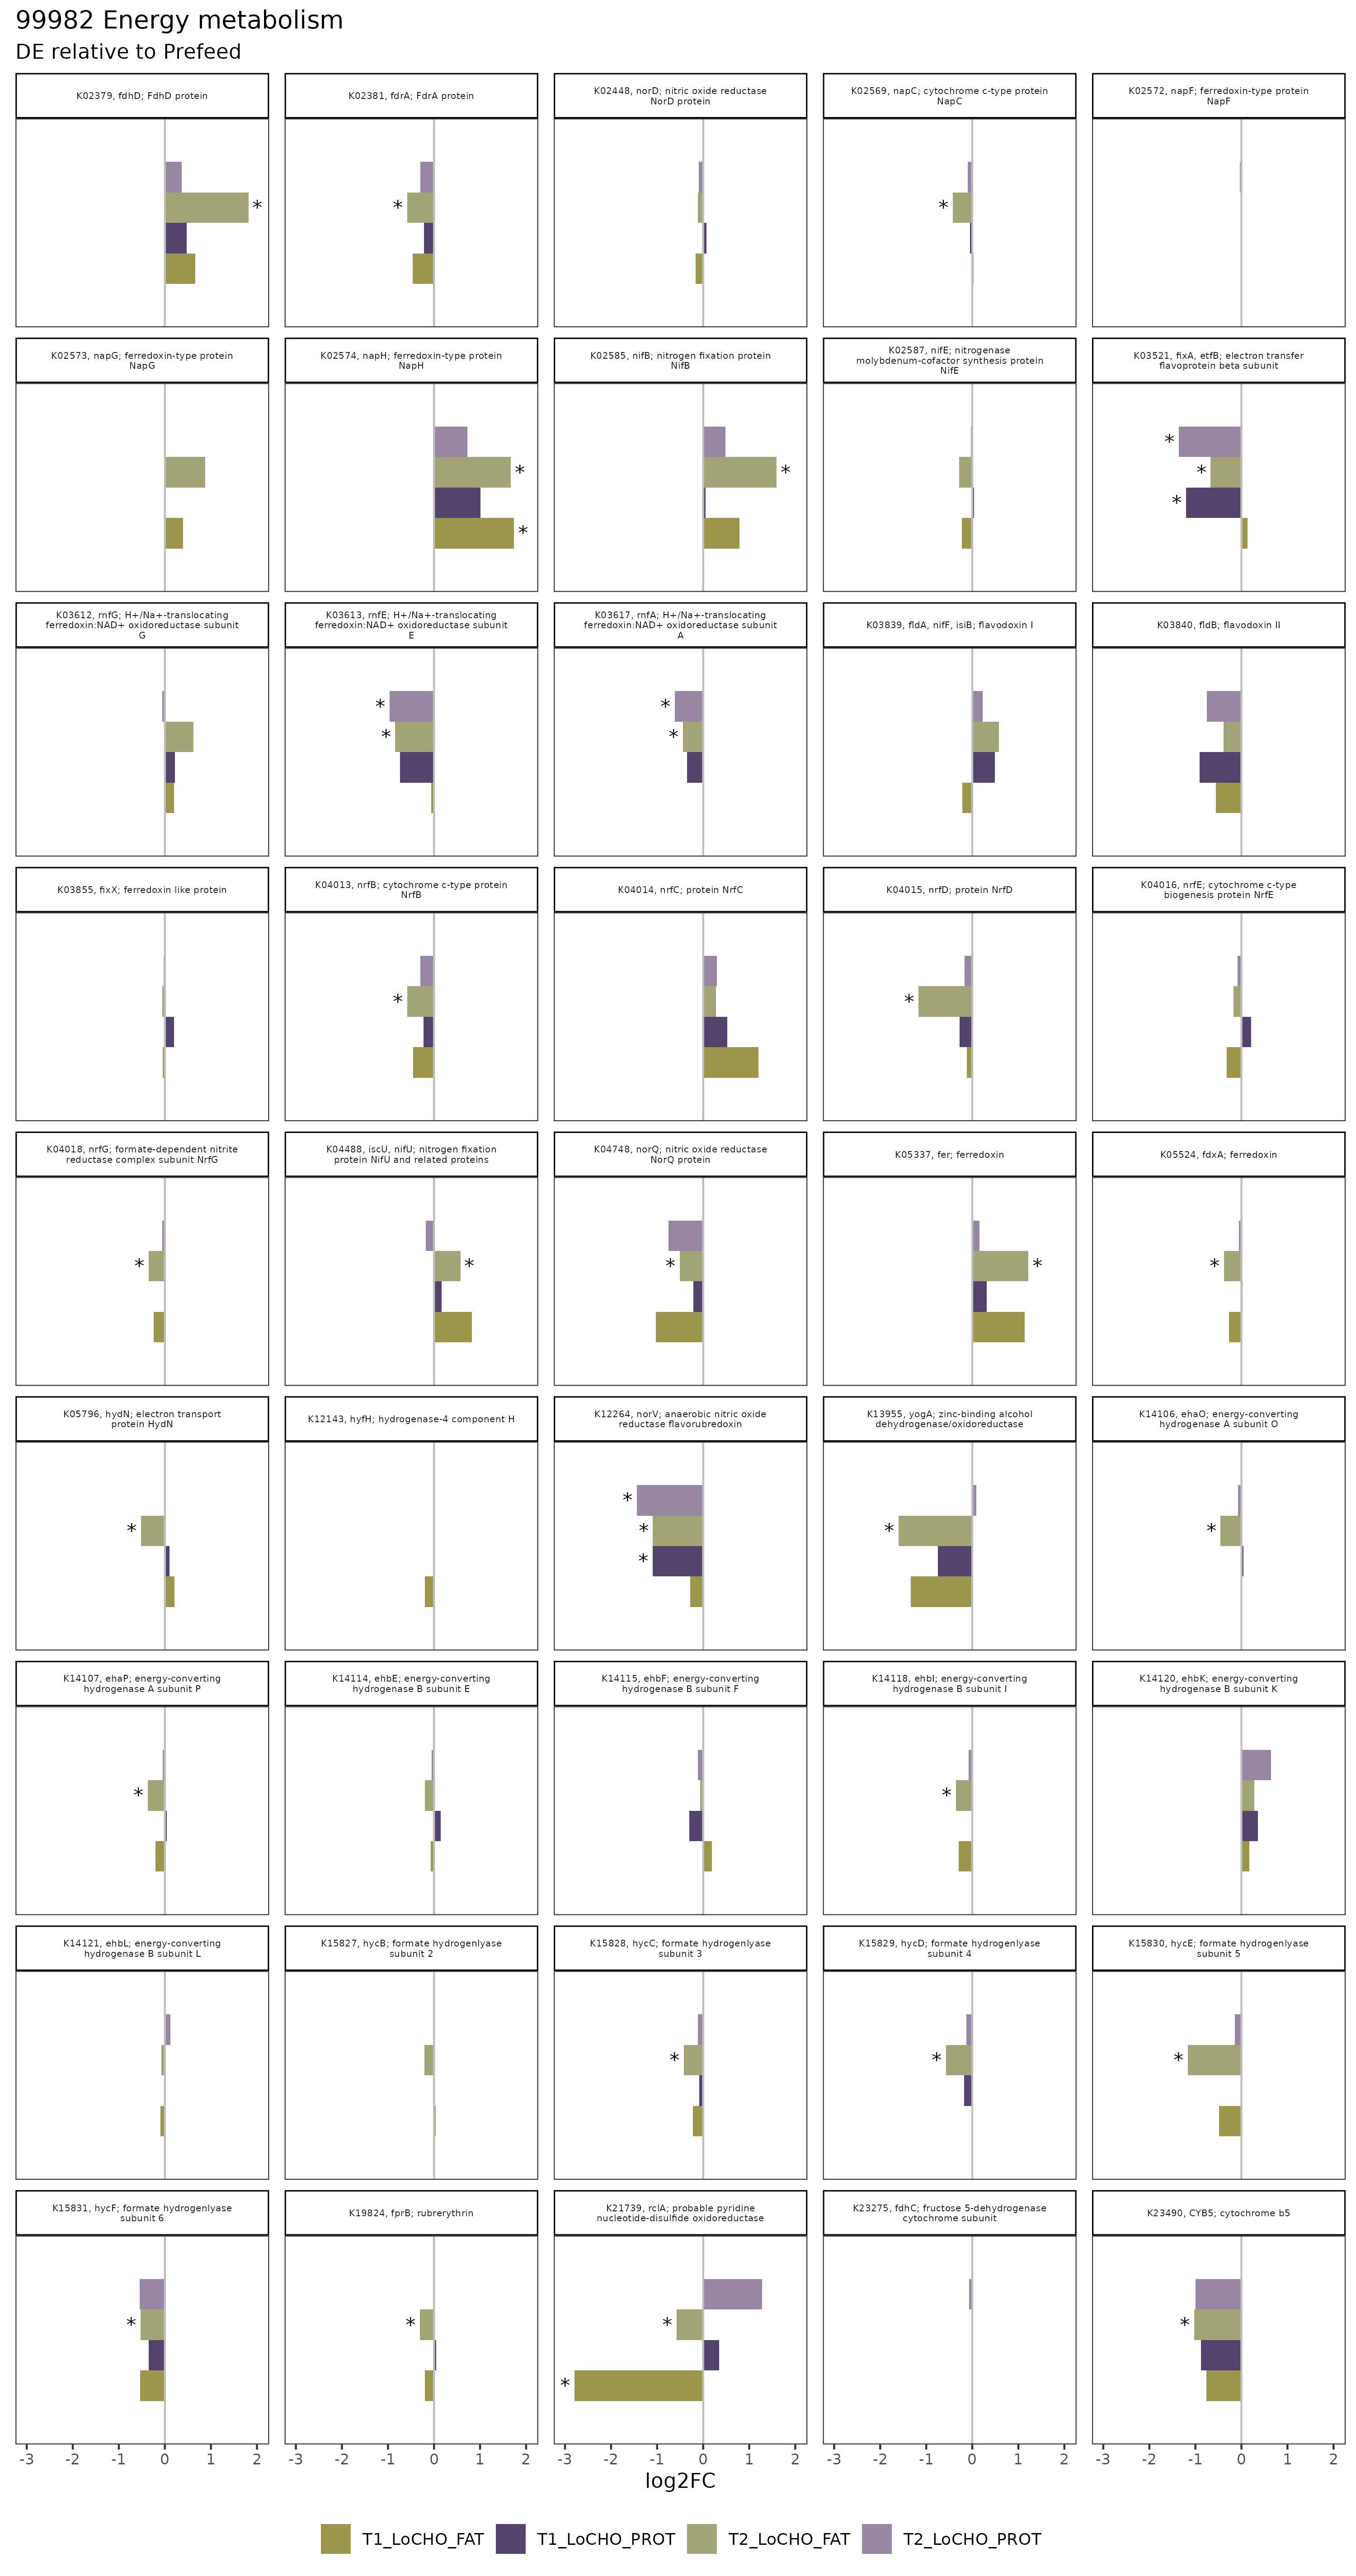 99982 Energy metabolism
DE relative to Prefeed
K02379, fdhD; FdhD protein
K02381, fdrA; FdrA protein
K02448, norD; nitric oxide reductase
NorD protein
K02569, napC; cytochrome c-type protein
NapC
K02572, napF; ferredoxin-type protein
NapF
*
*
*
K02573, napG; ferredoxin-type protein
NapG
K02574, napH; ferredoxin-type protein
NapH
K02585, nifB; nitrogen fixation protein
NifB
K02587, nifE; nitrogenase
molybdenum-cofactor synthesis protein
NifE
K03521, fixA, etfB; electron transfer
flavoprotein beta subunit
*
*
*
*
*
*
K03612, rnfG; H+/Na+-translocating
ferredoxin:NAD+ oxidoreductase subunit
G
K03613, rnfE; H+/Na+-translocating
ferredoxin:NAD+ oxidoreductase subunit
E
K03617, rnfA; H+/Na+-translocating
ferredoxin:NAD+ oxidoreductase subunit
A
K03839, fldA, nifF, isiB; flavodoxin I
K03840, fldB; flavodoxin II
*
*
*
*
K03855, fixX; ferredoxin like protein
K04013, nrfB; cytochrome c-type protein
NrfB
K04014, nrfC; protein NrfC
K04015, nrfD; protein NrfD
K04016, nrfE; cytochrome c-type
biogenesis protein NrfE
*
*
K04018, nrfG; formate-dependent nitrite
reductase complex subunit NrfG
K04488, iscU, nifU; nitrogen fixation
protein NifU and related proteins
K04748, norQ; nitric oxide reductase
NorQ protein
K05337, fer; ferredoxin
K05524, fdxA; ferredoxin
*
*
*
*
*
K05796, hydN; electron transport
protein HydN
K12143, hyfH; hydrogenase-4 component H
K12264, norV; anaerobic nitric oxide
reductase flavorubredoxin
K13955, yogA; zinc-binding alcohol
dehydrogenase/oxidoreductase
K14106, ehaO; energy-converting
hydrogenase A subunit O
*
*
*
*
*
*
K14107, ehaP; energy-converting
hydrogenase A subunit P
K14114, ehbE; energy-converting
hydrogenase B subunit E
K14115, ehbF; energy-converting
hydrogenase B subunit F
K14118, ehbI; energy-converting
hydrogenase B subunit I
K14120, ehbK; energy-converting
hydrogenase B subunit K
*
*
K14121, ehbL; energy-converting
hydrogenase B subunit L
K15827, hycB; formate hydrogenlyase
subunit 2
K15828, hycC; formate hydrogenlyase
subunit 3
K15829, hycD; formate hydrogenlyase
subunit 4
K15830, hycE; formate hydrogenlyase
subunit 5
*
*
*
K15831, hycF; formate hydrogenlyase
subunit 6
K19824, fprB; rubrerythrin
K21739, rclA; probable pyridine
nucleotide-disulfide oxidoreductase
K23275, fdhC; fructose 5-dehydrogenase
cytochrome subunit
K23490, CYB5; cytochrome b5
*
*
*
*
*
-3 -2 -1 0 1 2
-3 -2 -1 0 1 2
-3 -2 -1 0 1 2
-3 -2 -1 0 1 2
-3 -2 -1 0 1 2
log2FC
T1_LoCHO_FAT
T1_LoCHO_PROT
T2_LoCHO_FAT
T2_LoCHO_PROT